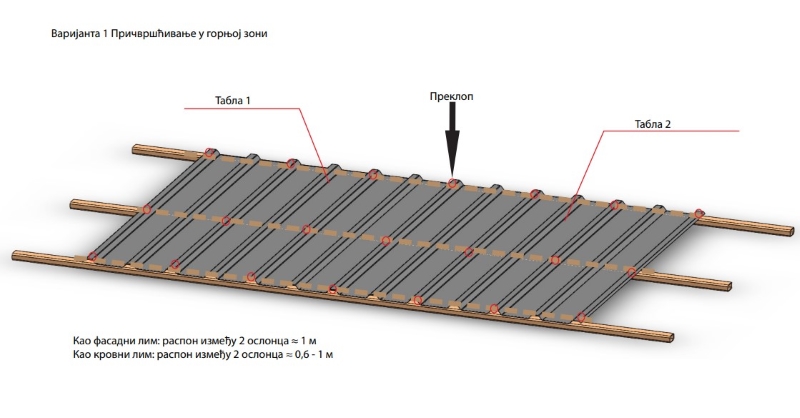 Варијанта 1 Причвршћивање у горњој зони
Табла 1
Преклоп
Табла 2
Као фасадни лим: распон између 2 ослонца ≈ 1 м
Као кровни лим: распон између 2 ослонца ≈ 0,6 - 1 м